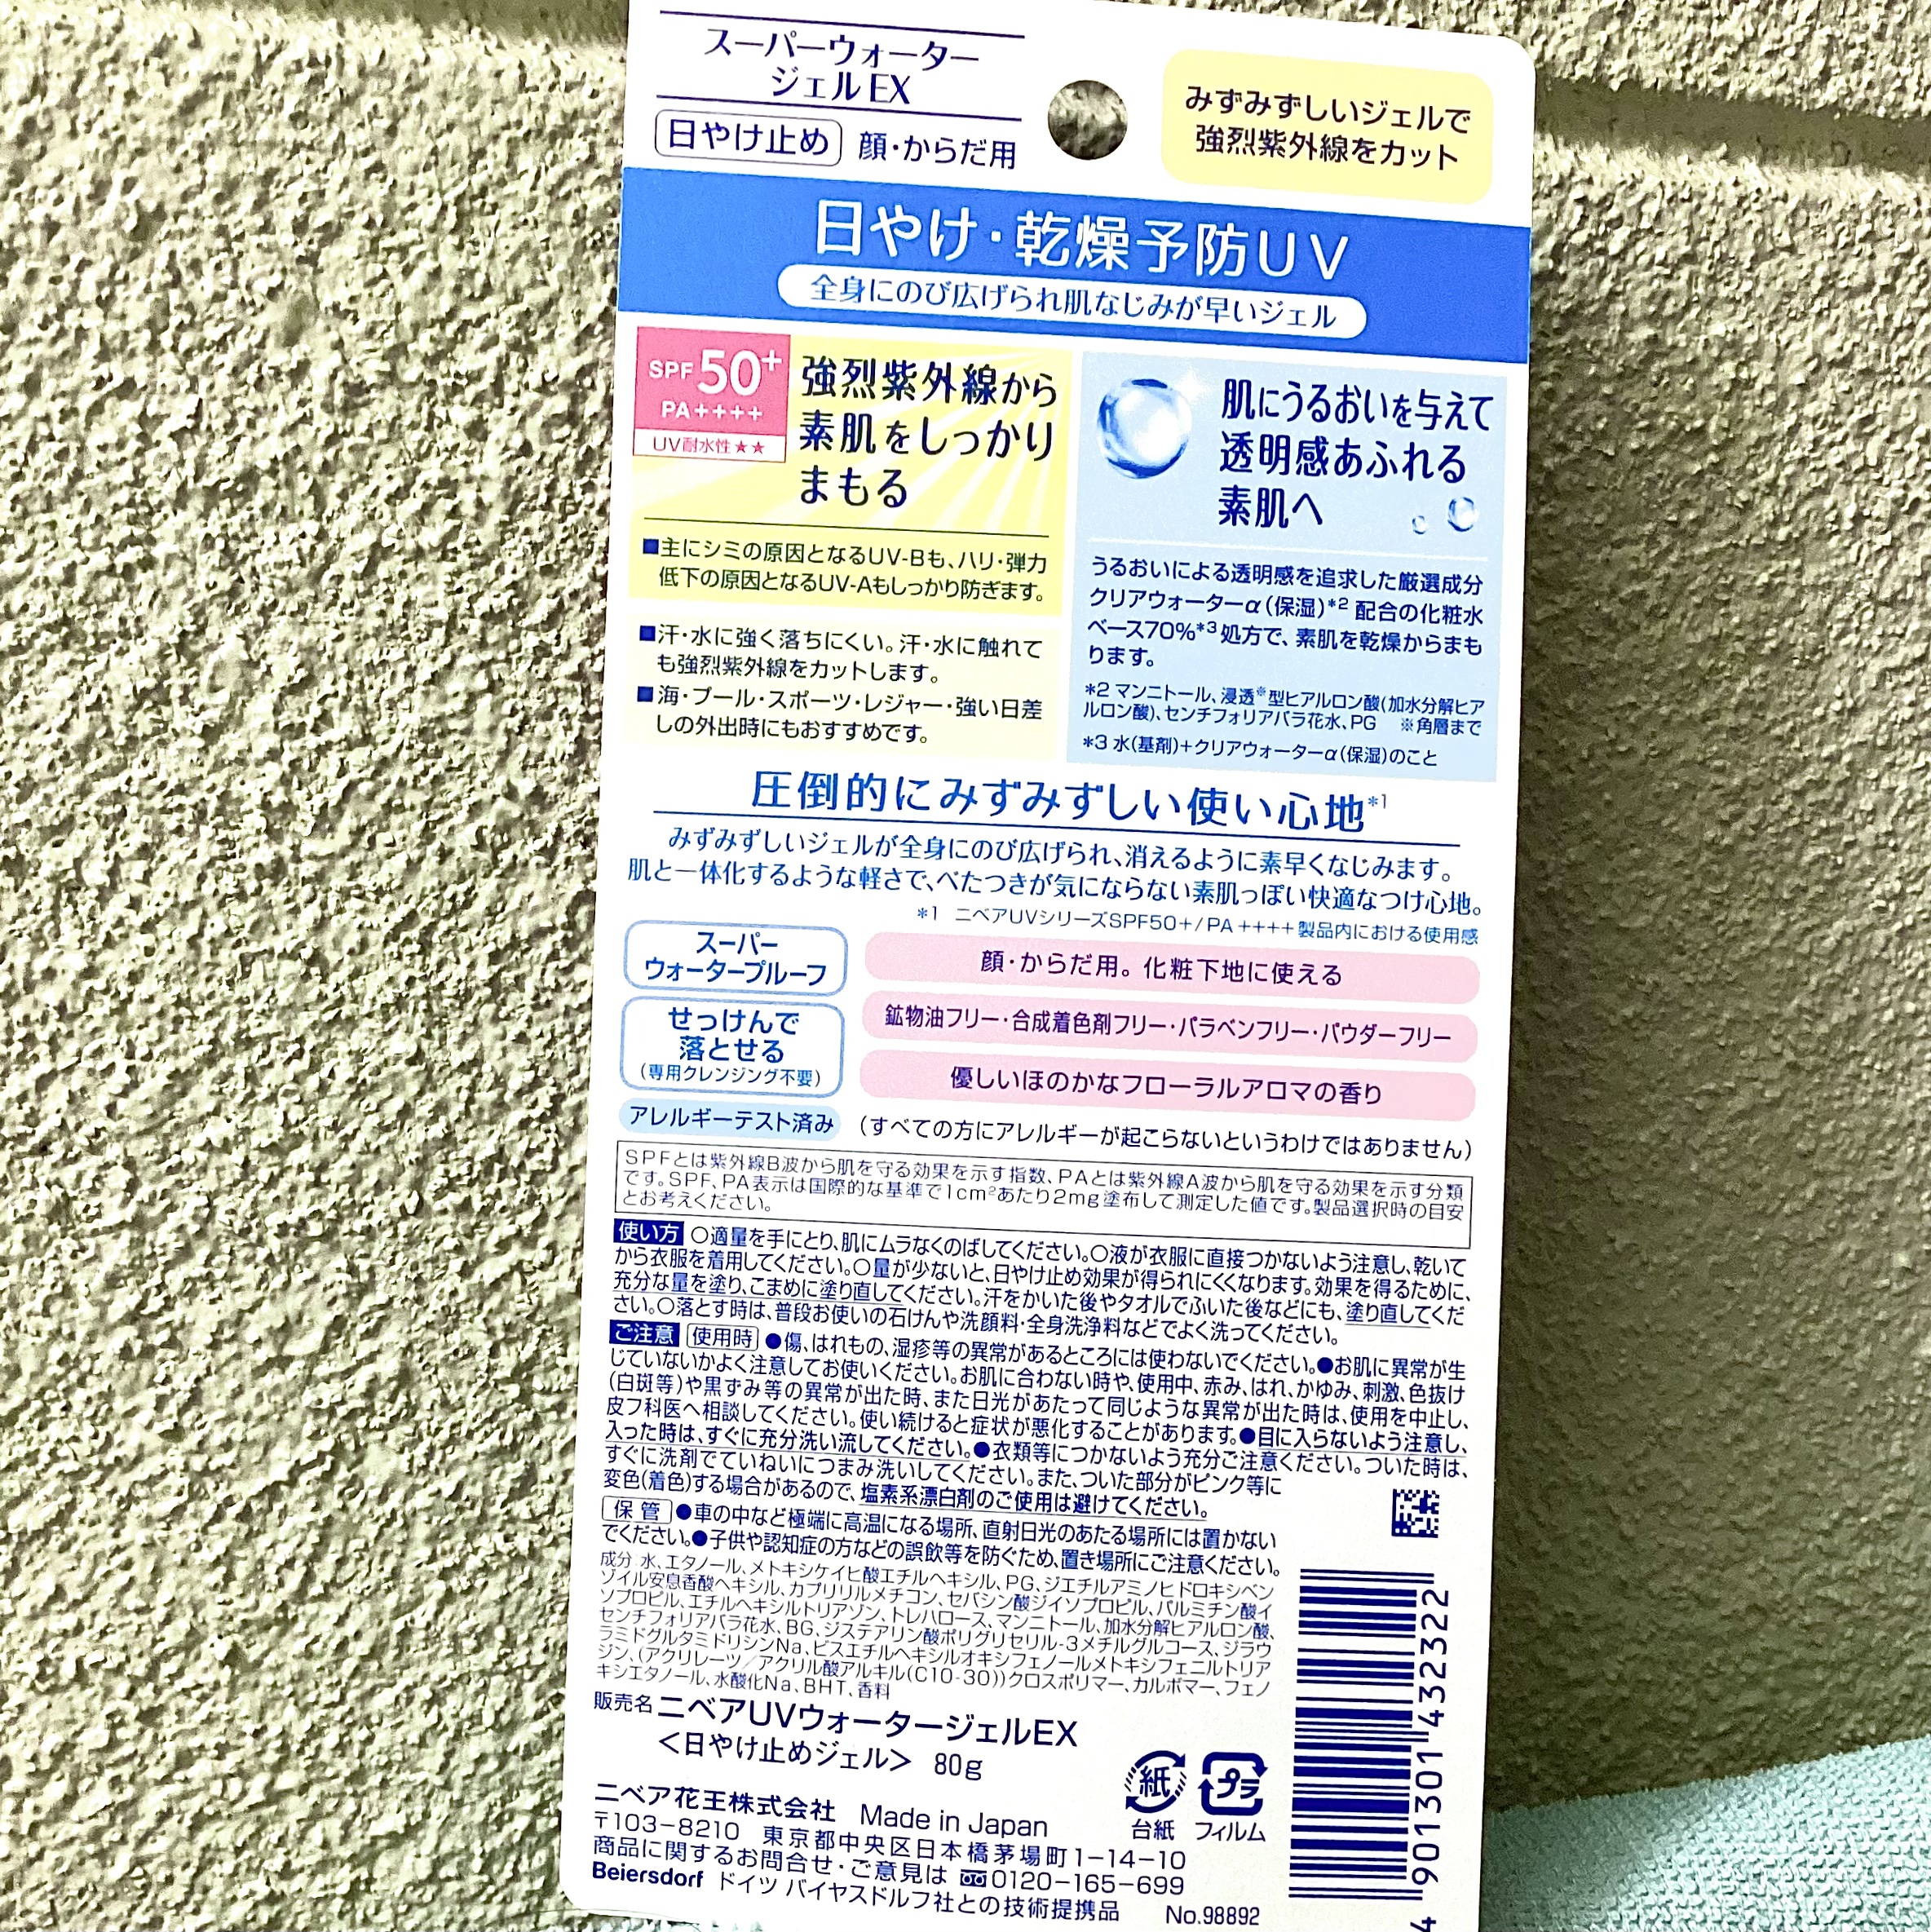 スーパーウォーター
ジェルEX
日やけ止め 顔・からだ用
みずみずしいジェルで
強烈紫外線をカット
日やけ・乾燥予防UV
全身にのび広げられ肌なじみが早いジェル
SPF50+
PA++++
UV耐水性★★
強烈紫外線から
素肌をしっかり
まもる
■主にシミの原因となるUV-Bも、ハリ・弾力
低下の原因となるUV-Aもしっかり防ぎます。
■汗・水に強く落ちにくい。汗・水に触れて
も強烈紫外線をカットします。
■海・プール・スポーツ・レジャー・強い日差
しの外出時にもおすすめです。
肌にうるおいを与えて
透明感あふれる
素肌へ
うるおいによる透明感を追求した厳選成分
クリアウォーターα(保湿)*2 配合の化粧水
ベース70%*3処方で、素肌を乾燥からまも
ります。
*2 マンニトール、浸透※型ヒアルロン酸(加水分解ヒア
ルロン酸)、センチフォリアバラ花水、PG ※角層まで
*3 水(基剤)+クリアウォーターα(保湿)のこと
圧倒的にみずみずしい使い心地*1
みずみずしいジェルが全身にのび広げられ、消えるように素早くなじみます。
肌と一体化するような軽さで、べたつきが気にならない素肌っぽい快適なつけ心地。
*1 ニベアUVシリーズSPF50+/PA++++製品内における使用感
スーパー
ウォータープルーフ
せっけんで
落とせる
(専用クレンジング不要)
顔・からだ用。化粧下地に使える
鉱物油フリー・合成着色剤フリー・パラベンフリー・パウダーフリー
優しいほのかなフローラルアロマの香り
アレルギーテスト済み (すべての方にアレルギーが起こらないというわけではありません)
SPFとは紫外線B波から肌を守る効果を示す指数、PAとは紫外線A波から肌を守る効果を示す分類
です。SPF、PA表示は国際的な基準で1cm²あたり2mg塗布して測定した値です。製品選択時の目安
とお考えください。
使い方 ○適量を手にとり、肌にムラなくのばしてください。○液が衣服に直接つかないよう注意し、乾いて
から衣服を着用してください。○量が少ないと、日やけ止め効果が得られにくくなります。効果を得るために、
充分な量を塗り、こまめに塗り直してください。汗をかいた後やタオルでふいた後などにも、塗り直してくだ
さい。○落とす時は、普段お使いの石けんや洗顔料・全身洗浄料などでよく洗ってください。
ご注意 使用時 ●傷、はれもの、湿疹等の異常があるところには使わないでください。●お肌に異常が生
じていないかよく注意してお使いください。お肌に合わない時や、使用中、赤み、はれ、かゆみ、刺激、色抜け
(白斑等)や黒ずみ等の異常が出た時、また日光があたって同じような異常が出た時は、使用を中止し、
皮フ科医へ相談してください。使い続けると症状が悪化することがあります。●目に入らないよう注意し、
入った時は、すぐに充分洗い流してください。●衣類等につかないよう充分ご注意ください。ついた時は、
すぐに洗剤でていねいにつまみ洗いしてください。また、ついた部分がピンク等に
変色(着色)する場合があるので、塩素系漂白剤のご使用は避けてください。
保管 ●車の中など極端に高温になる場所、直射日光のあたる場所には置かない
でください。●子供や認知症の方などの誤飲等を防ぐため、置き場所にご注意ください。
成分:水、エタノール、メトキシケイヒ酸エチルヘキシル、PG、ジエチルアミノヒドロキシベン
ゾイル安息香酸ヘキシル、カプリリルメチコン、セバシン酸ジイソプロピル、パルミチン酸イ
ソプロピル、エチルヘキシルトリアゾン、トレハロース、マンニトール、加水分解ヒアルロン酸、
センチフォリアバラ花水、BG、ジステアリン酸ポリグリセリル-3メチルグルコース、ジラウ
ラミドグルタミドリシンNa、ビスエチルヘキシルオキシフェノールメトキシフェニルトリア
ジン、(アクリレーツ/アクリル酸アルキル(C10-30))クロスポリマー、カルボマー、フェノ
キシエタノール、水酸化Na、BHT、香料
販売名 ニベアUVウォータージェルEX
<日やけ止めジェル> 80g
紙 プラ
台紙 フィルム
ニベア花王株式会社 Made in Japan
〒103-8210 東京都中央区日本橋茅場町1-14-10
商品に関するお問合せ・ご意見は 0120-165-699
Beiersdorf ドイツ バイヤスドルフ社との技術提携品 No.98892
4 901301 432322